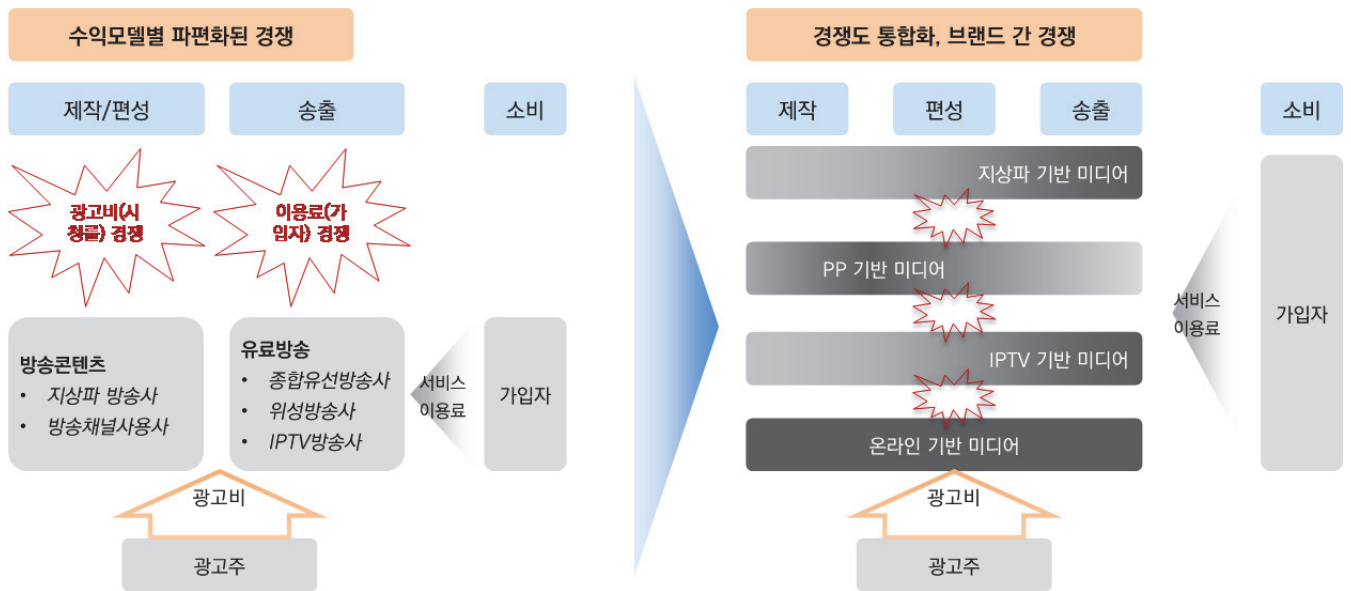 수익모델별 파편화된 경쟁
제작/편성
송출
소비
광고비(시
청률) 경쟁
이용료(가
입자) 경쟁
방송콘텐츠
• 지상파 방송사
• 방송채널사용사
유료방송
• 종합유선방송사
• 위성방송사
• IPTV방송사
서비스
이용료
가입자
광고비
광고주
경쟁도 통합화, 브랜드 간 경쟁
제작
편성
송출
소비
지상파 기반 미디어
PP 기반 미디어
IPTV 기반 미디어
온라인 기반 미디어
서비스
이용료
가입자
광고비
광고주